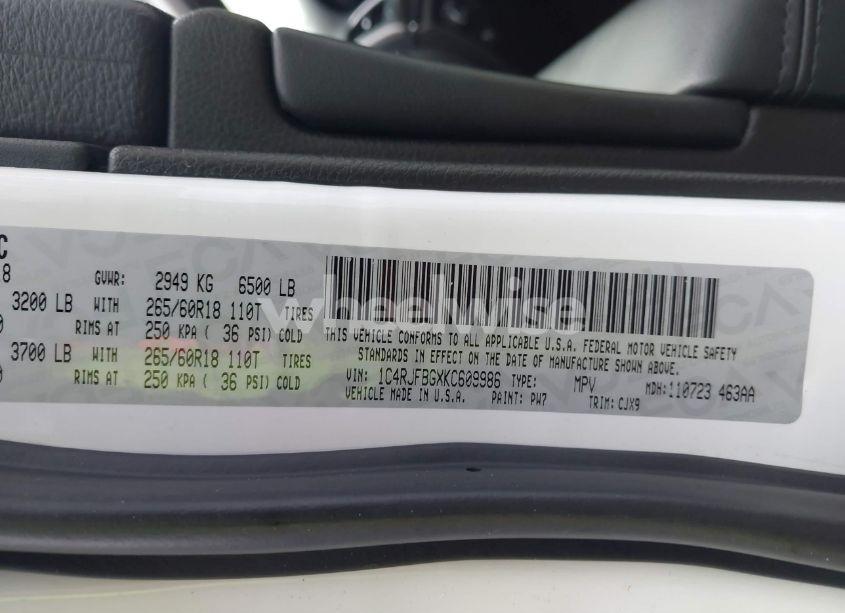 C
8
GVWR: 2949 KG 6500 LB
3200 LB WITH 265/60R18 110T TIRES
RIMS AT 250 KPA ( 36 PSI) COLD
3700 LB WITH 265/60R18 110T TIRES
RIMS AT 250 KPA ( 36 PSI) COLD
wheelwise
THIS VEHICLE CONFORMS TO ALL APPLICABLE U.S.A. FEDERAL MOTOR VEHICLE SAFETY
STANDARDS IN EFFECT ON THE DATE OF MANUFACTURE SHOWN ABOVE.
VIN: 1C4RJFBGXKC609986 TYPE: MPV MDH:110723 463AA
VEHICLE MADE IN U.S.A. PAINT: PW7 TRIM:CJX9